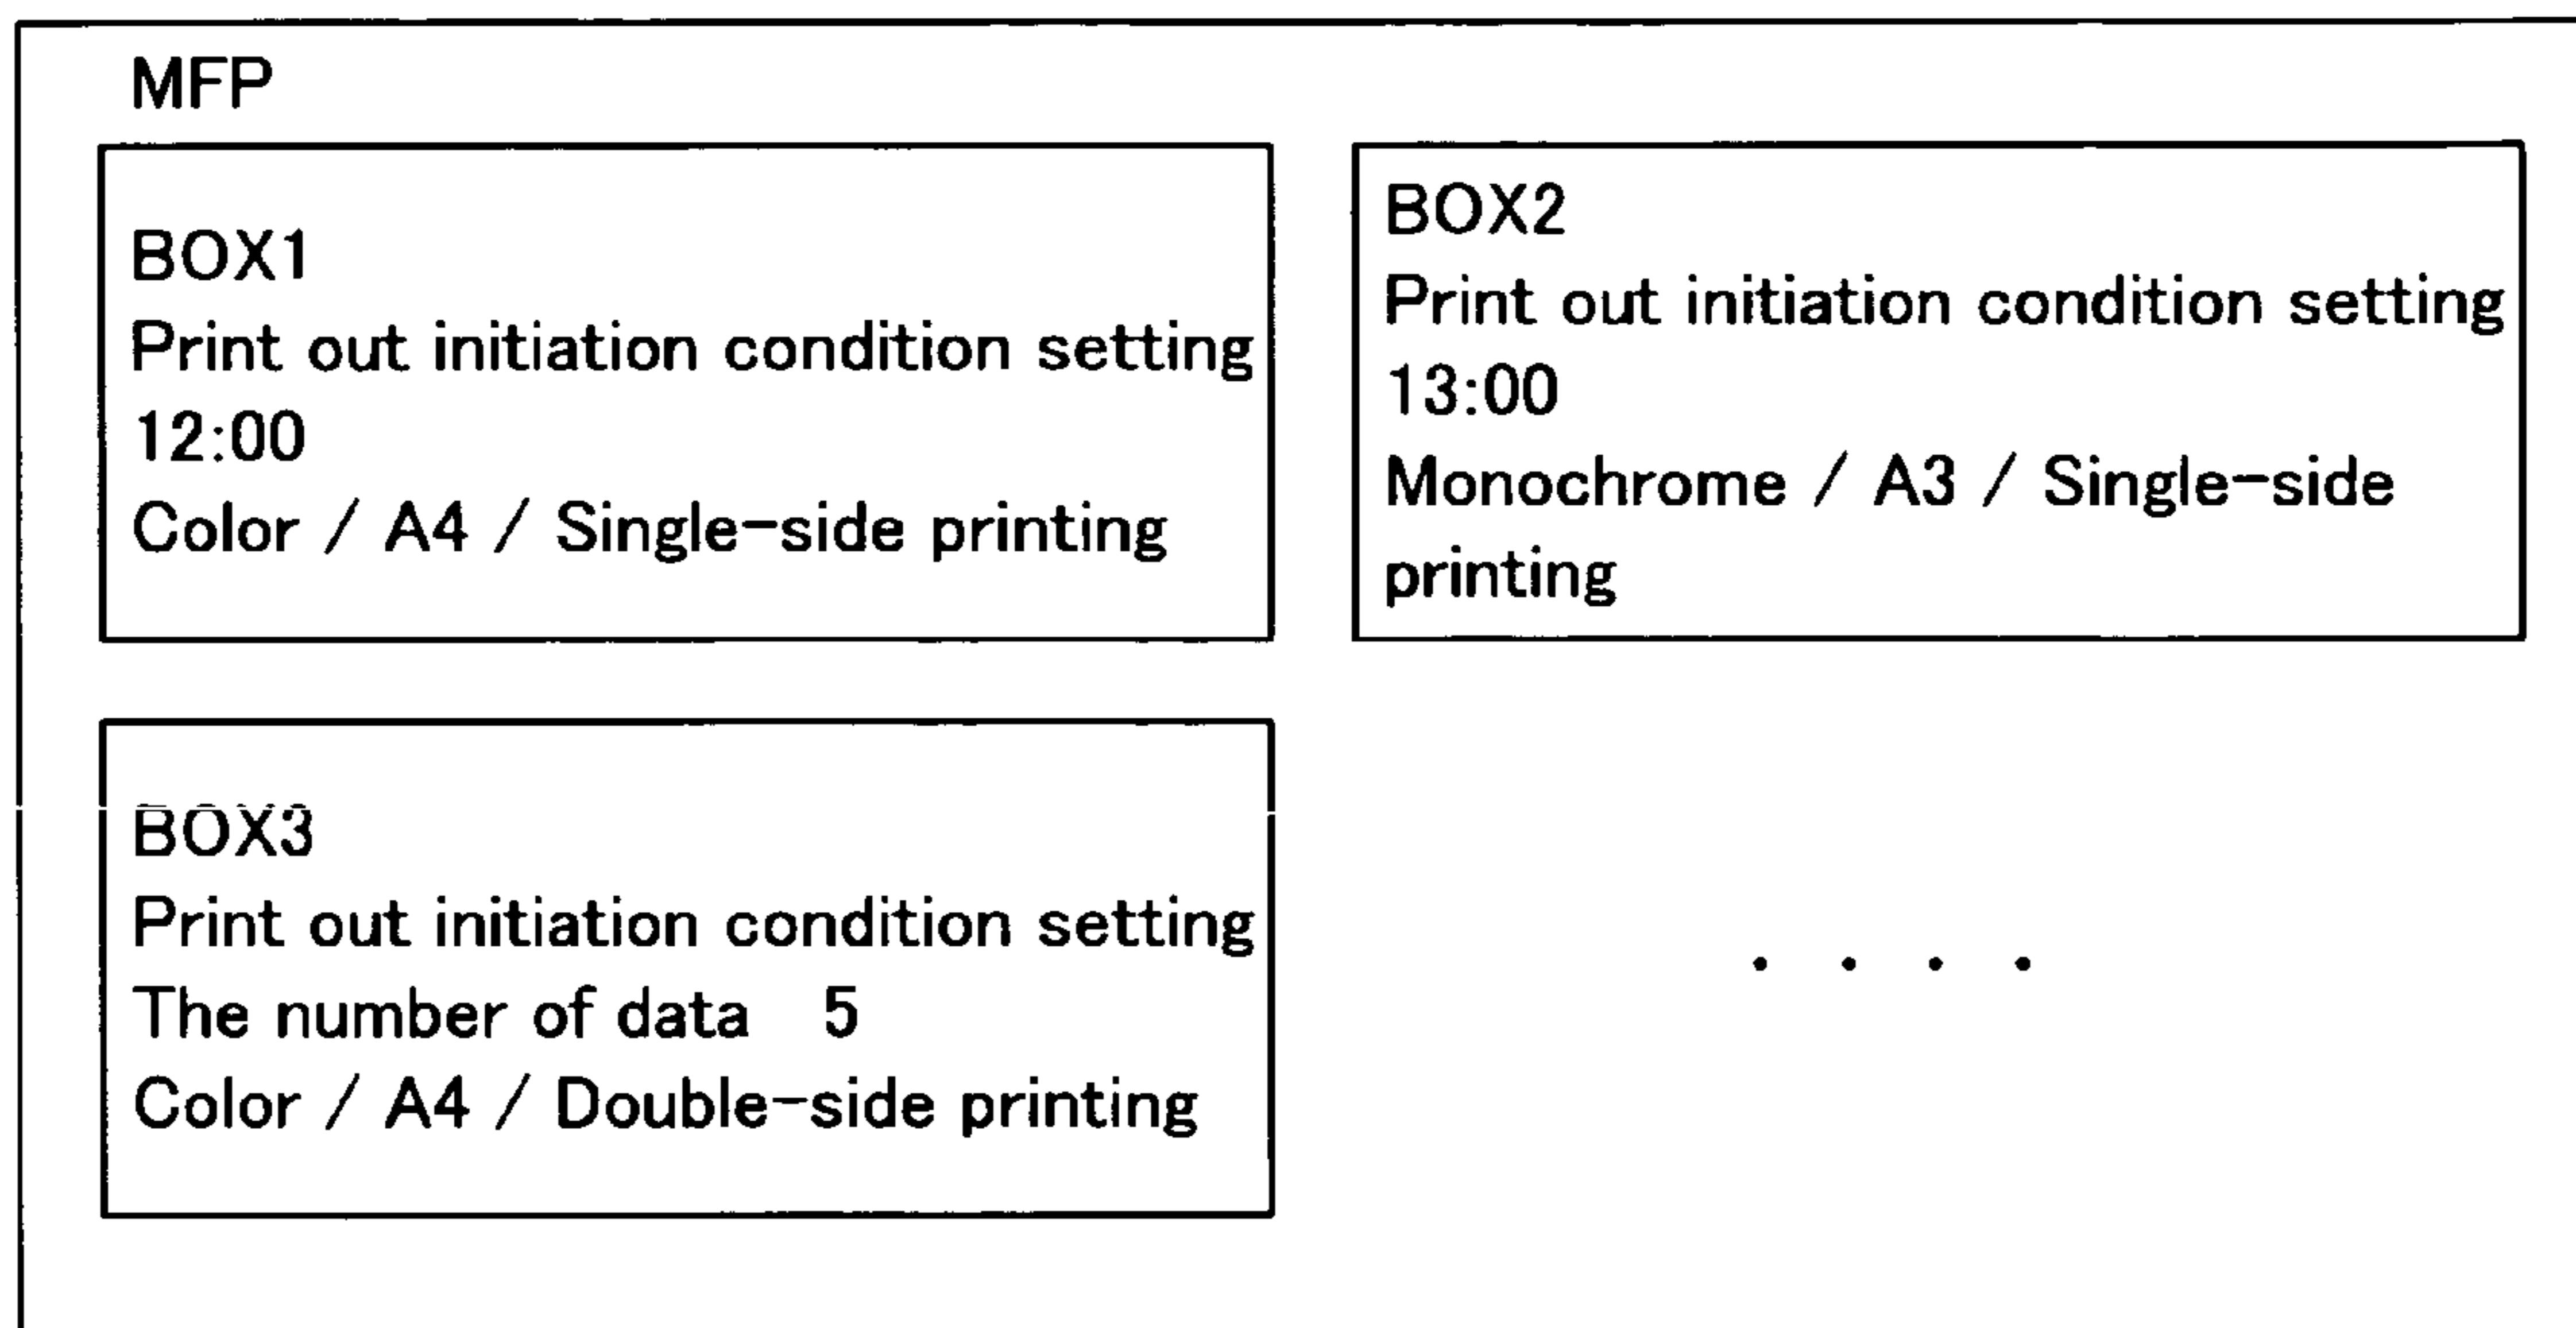 MFP
BOX1
Print out initiation condition setting
12:00
Color / A4 / Single-side printing
BOX2
Print out initiation condition setting
13:00
Monochrome / A3 / Single-side
printing
BOX3
Print out initiation condition setting
The number of data 5
Color / A4 / Double-side printing
. . . .